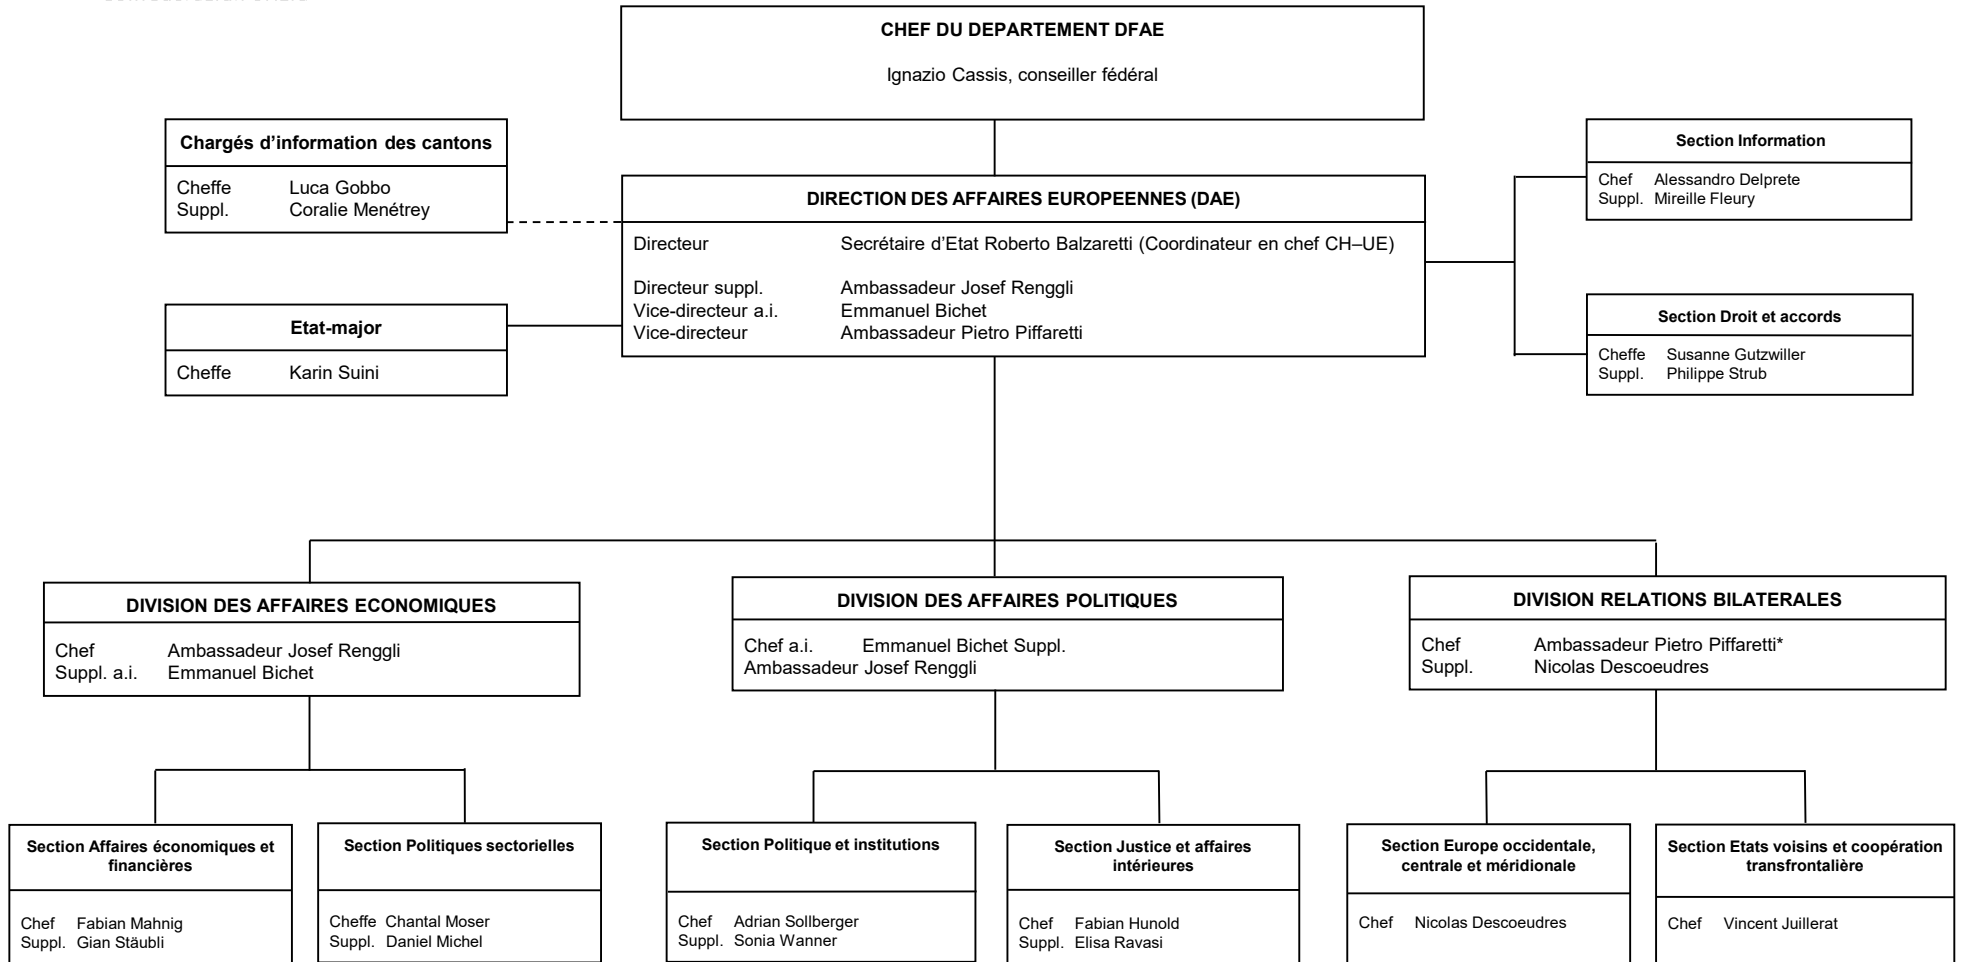 CHEF DU DEPARTEMENT DFAE
Ignazio Cassis, conseiller fédéral
Chargés d’information des cantons
Cheffe Luca Gobbo
Suppl. Coralie Menétrey
Section Information
Chef Alessandro Delprete
Suppl. Mireille Fleury
DIRECTION DES AFFAIRES EUROPEENNES (DAE)
Directeur Secrétaire d’Etat Roberto Balzaretti (Coordinateur en chef CH–UE)
Directeur suppl. Ambassadeur Josef Renggli
Vice-directeur a.i. Emmanuel Bichet
Vice-directeur Ambassadeur Pietro Piffaretti
Etat-major
Cheffe Karin Suini
Section Droit et accords
Cheffe Susanne Gutzwiller
Suppl. Philippe Strub
DIVISION DES AFFAIRES ECONOMIQUES
Chef Ambassadeur Josef Renggli
Suppl. a.i. Emmanuel Bichet
DIVISION DES AFFAIRES POLITIQUES
Chef a.i. Emmanuel Bichet Suppl.
Ambassadeur Josef Renggli
DIVISION RELATIONS BILATERALES
Chef Ambassadeur Pietro Piffaretti*
Suppl. Nicolas Descoeudres
Section Affaires économiques et
financières
Chef Fabian Mahnig
Suppl. Gian Stäubli
Section Politiques sectorielles
Cheffe Chantal Moser
Suppl. Daniel Michel
Section Politique et institutions
Chef Adrian Sollberger
Suppl. Sonia Wanner
Section Justice et affaires
intérieures
Chef Fabian Hunold
Suppl. Elisa Ravasi
Section Europe occidentale,
centrale et méridionale
Chef Nicolas Descoeudres
Section Etats voisins et coopération
transfrontalière
Chef Vincent Juillerat